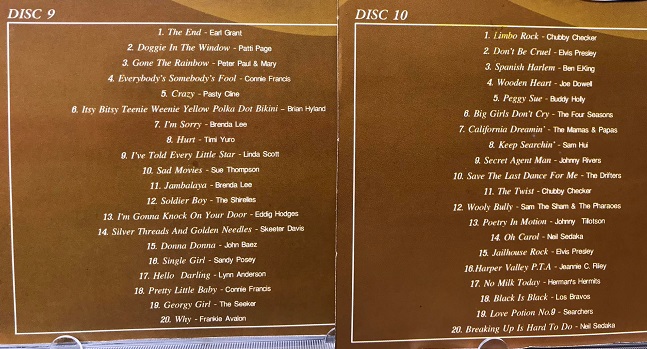 DISC 9
1. The End - Earl Grant
2. Doggie In The Window - Patti Page
3. Gone The Rainbow - Peter Paul & Mary
4. Everybody's Somebody's Fool - Connie Francis
5. Crazy - Pasty Cline
6. Itsy Bitsy Teenie Weenie Yellow Polka Dot Bikini - Brian Hyland
7. I'm Sorry - Brenda Lee
8. Hurt - Timi Yuro
9. I've Told Every Little Star - Linda Scott
10. Sad Movies - Sue Thompson
11. Jambalaya - Brenda Lee
12. Soldier Boy - The Shirelles
13. I'm Gonna Knock On Your Door - Eddig Hodges
14. Silver Threads And Golden Needles - Skeeter Davis
15. Donna Donna - John Baez
16. Single Girl - Sandy Posey
17. Hello Darling - Lynn Anderson
18. Pretty Little Baby - Connie Francis
19. Georgy Girl - The Seeker
20. Why - Frankie Avalon
DISC 10
1. Limbo Rock - Chubby Checker
2. Don't Be Cruel - Elvis Presley
3. Spanish Harlem - Ben E.King
4. Wooden Heart - Joe Dowell
5. Peggy Sue - Buddy Holly
6. Big Girls Don't Cry - The Four Seasons
7. California Dreamin' - The Mamas & Papas
8. Keep Searchin' - Sam Hui
9. Secret Agent Man - Johnny Rivers
10. Save The Last Dance For Me - The Drifters
11. The Twist - Chubby Checker
12. Wooly Bully - Sam The Sham & The Pharaoes
13. Poetry In Motion - Johnny Tilotson
14. Oh Carol - Neil Sedaka
15. Jailhouse Rock - Elvis Presley
16.Harper Valley P.T.A - Jeannie C. Riley
17. No Milk Today - Herman's Hermits
18. Black Is Black - Los Bravos
19. Love Potion No.9 - Searchers
20. Breaking Up Is Hard To Do - Neil Sedaka